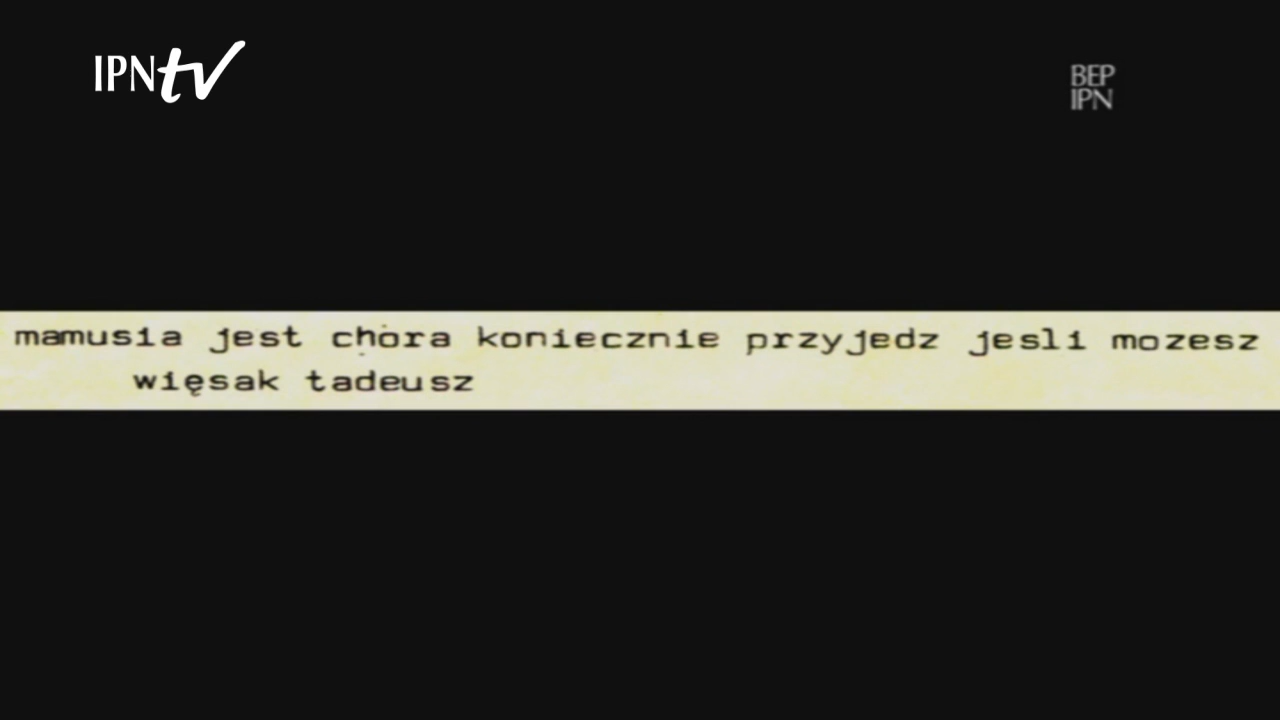 IPNtv
BEP
IPN
mamusia jest chora koniecznie przyjedz jesli mozesz
więsak tadeusz